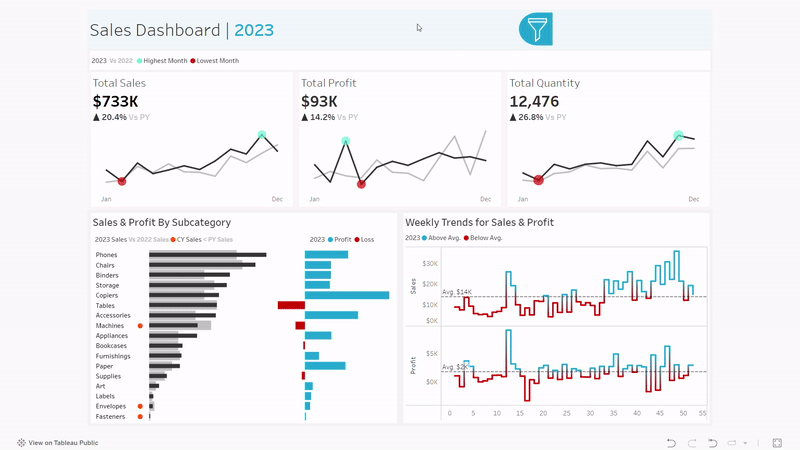 Sales Dashboard | 2023
2023 Vs 2022 Highest Month Lowest Month
Total Sales
$733K
▲ 20.4% Vs PY
Jan Dec
Total Profit
$93K
▲ 14.2% Vs PY
Jan Dec
Total Quantity
12,476
▲ 26.8% Vs PY
Jan Dec
Sales & Profit By Subcategory
2023 Sales Vs 2022 Sales CY Sales < PY Sales
2023 Profit Loss
Phones
Chairs
Binders
Storage
Copiers
Tables
Accessories
Machines
Appliances
Bookcases
Furnishings
Paper
Supplies
Art
Labels
Envelopes
Fasteners
Weekly Trends for Sales & Profit
2023 Above Avg. Below Avg.
Sales
$30K
$20K
Avg. $14K
$10K
$0K
Profit
$5K
Avg. $2K
$0K
0 5 10 15 20 25 30 35 40 45 50 55
View on Tableau Public